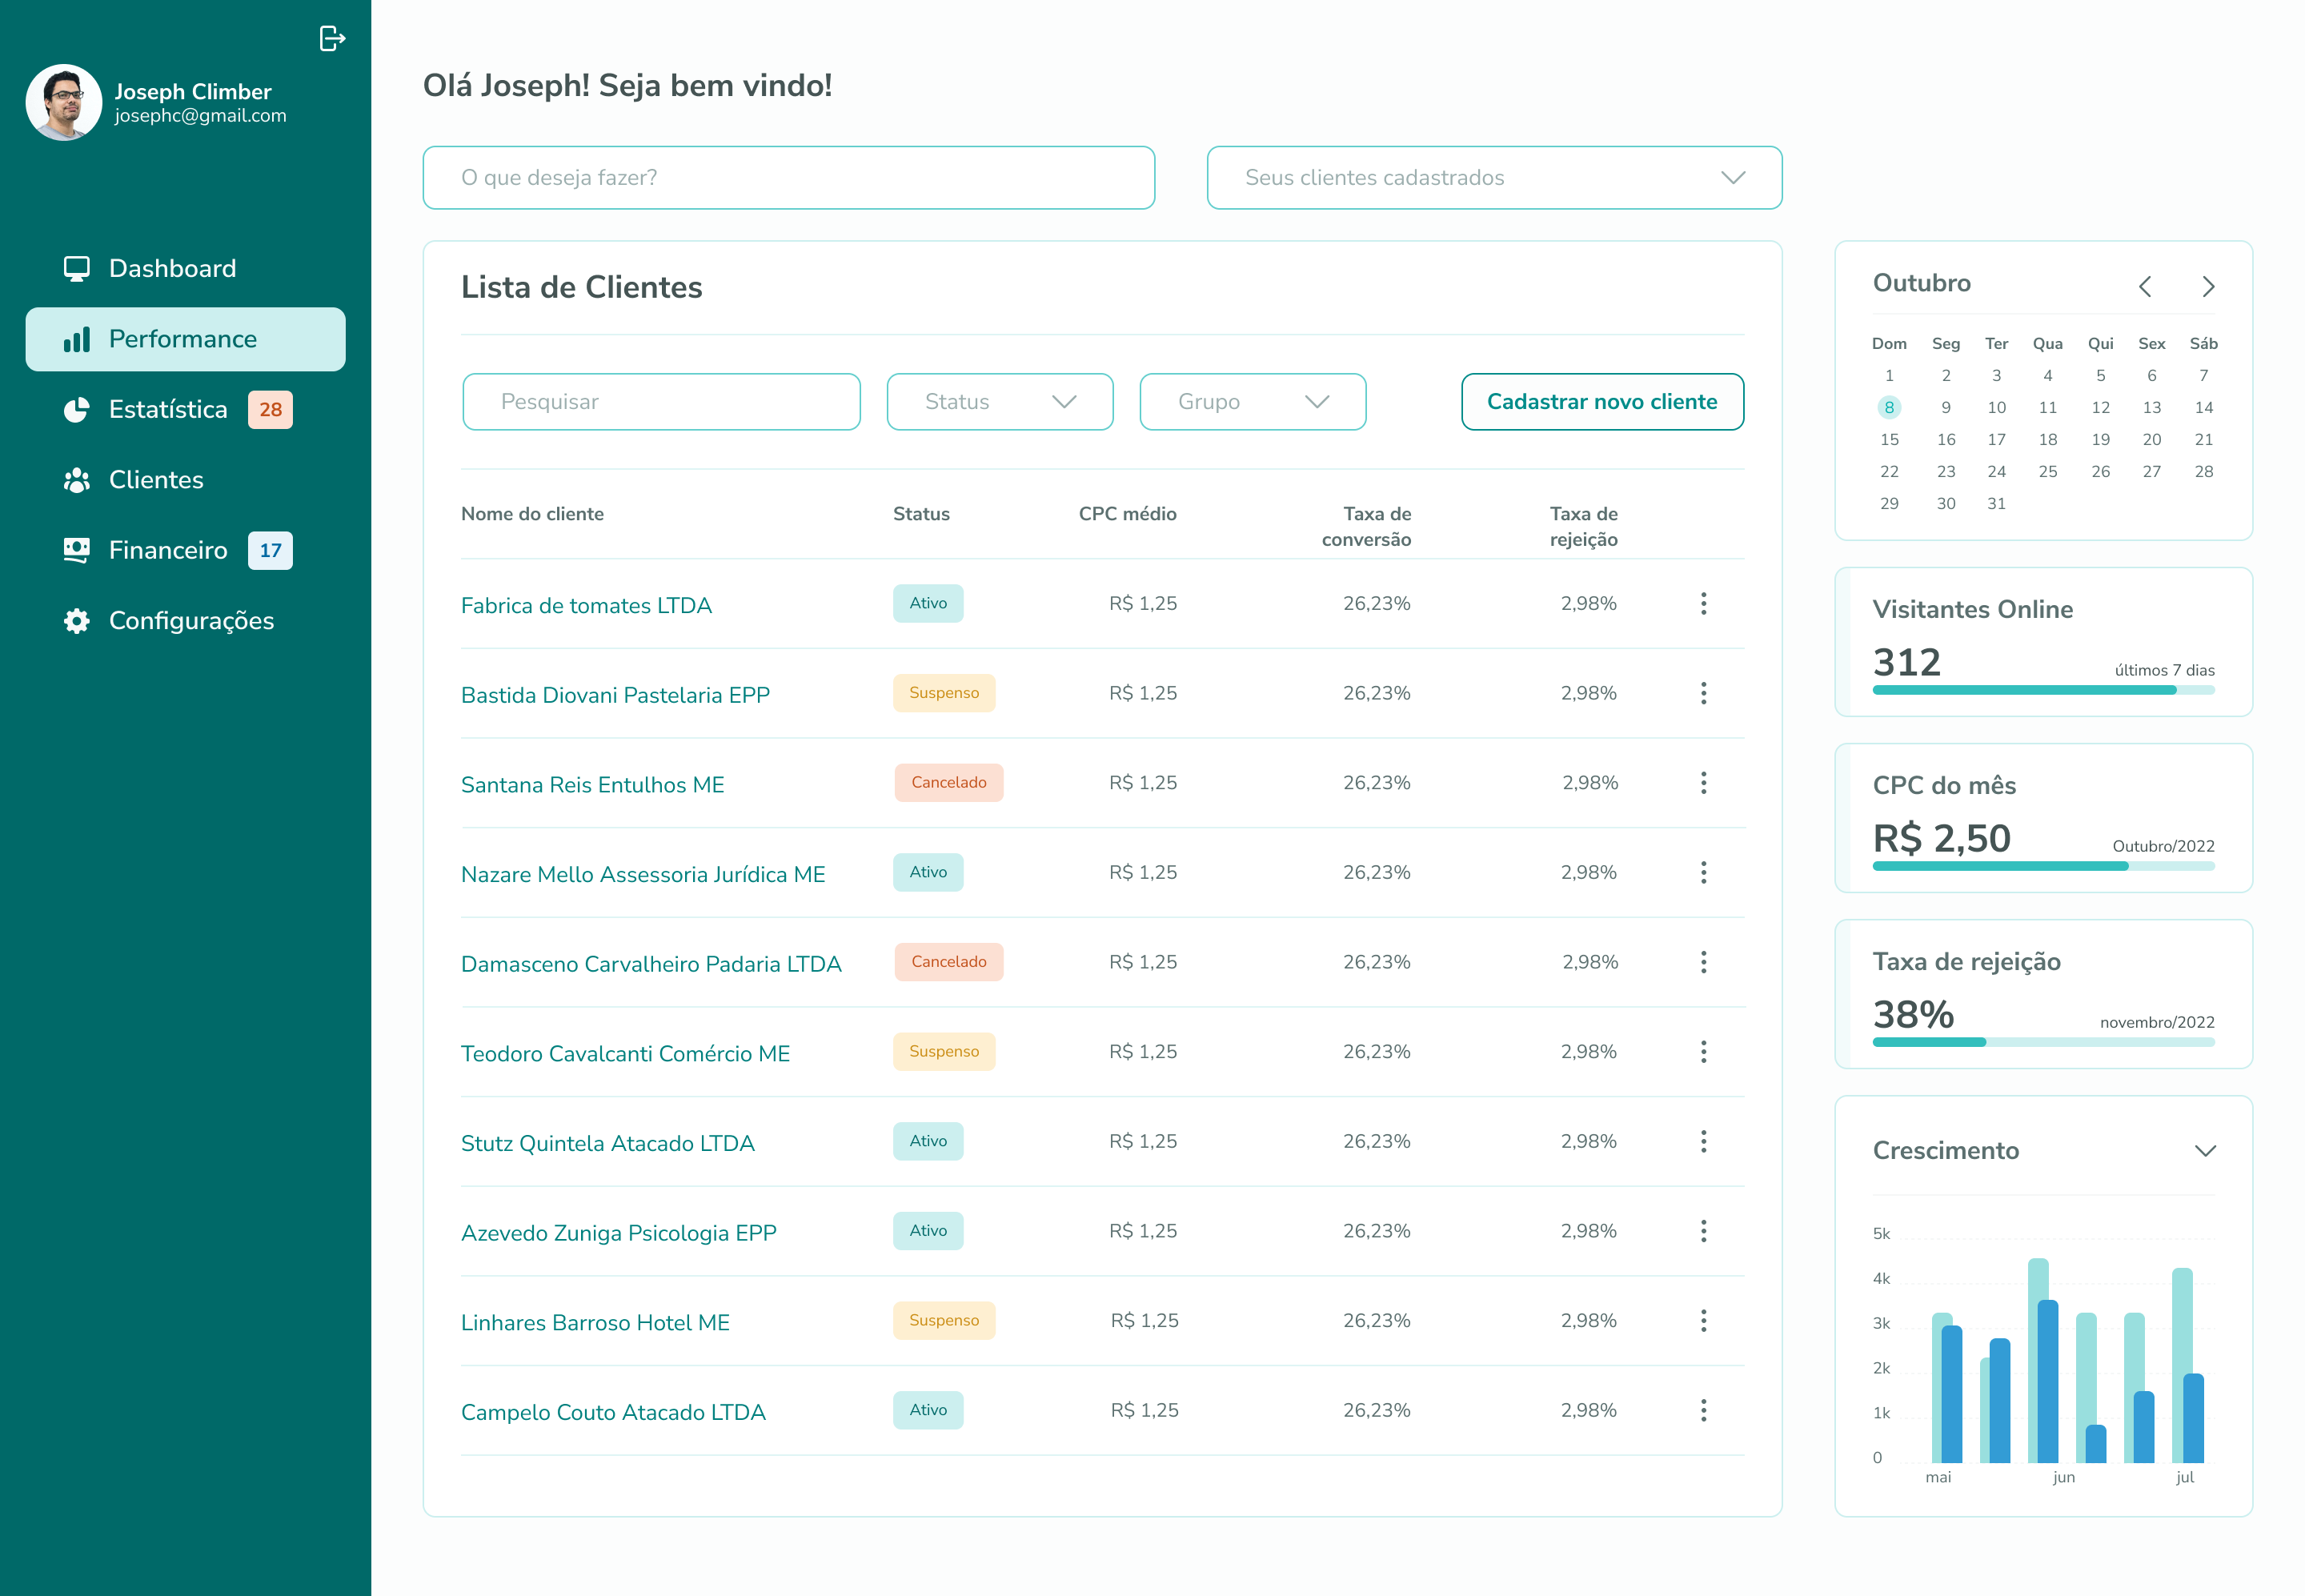 Joseph Climber
josephc@gmail.com
Dashboard
Performance
Estatística 28
Clientes
Financeiro 17
Configurações
Olá Joseph! Seja bem vindo!
O que deseja fazer?
Seus clientes cadastrados
Lista de Clientes
Pesquisar
Status
Grupo
Cadastrar novo cliente
Nome do cliente Status CPC médio Taxa de conversão Taxa de rejeição
Fabrica de tomates LTDA Ativo R$ 1,25 26,23% 2,98%
Bastida Diovani Pastelaria EPP Suspenso R$ 1,25 26,23% 2,98%
Santana Reis Entulhos ME Cancelado R$ 1,25 26,23% 2,98%
Nazare Mello Assessoria Jurídica ME Ativo R$ 1,25 26,23% 2,98%
Damasceno Carvalheiro Padaria LTDA Cancelado R$ 1,25 26,23% 2,98%
Teodoro Cavalcanti Comércio ME Suspenso R$ 1,25 26,23% 2,98%
Stutz Quintela Atacado LTDA Ativo R$ 1,25 26,23% 2,98%
Azevedo Zuniga Psicologia EPP Ativo R$ 1,25 26,23% 2,98%
Linhares Barroso Hotel ME Suspenso R$ 1,25 26,23% 2,98%
Campelo Couto Atacado LTDA Ativo R$ 1,25 26,23% 2,98%
Outubro
Dom Seg Ter Qua Qui Sex Sáb
1 2 3 4 5 6 7
8 9 10 11 12 13 14
15 16 17 18 19 20 21
22 23 24 25 26 27 28
29 30 31
Visitantes Online
312 últimos 7 dias
CPC do mês
R$ 2,50 Outubro/2022
Taxa de rejeição
38% novembro/2022
Crescimento
5k
4k
3k
2k
1k
0
mai jun jul